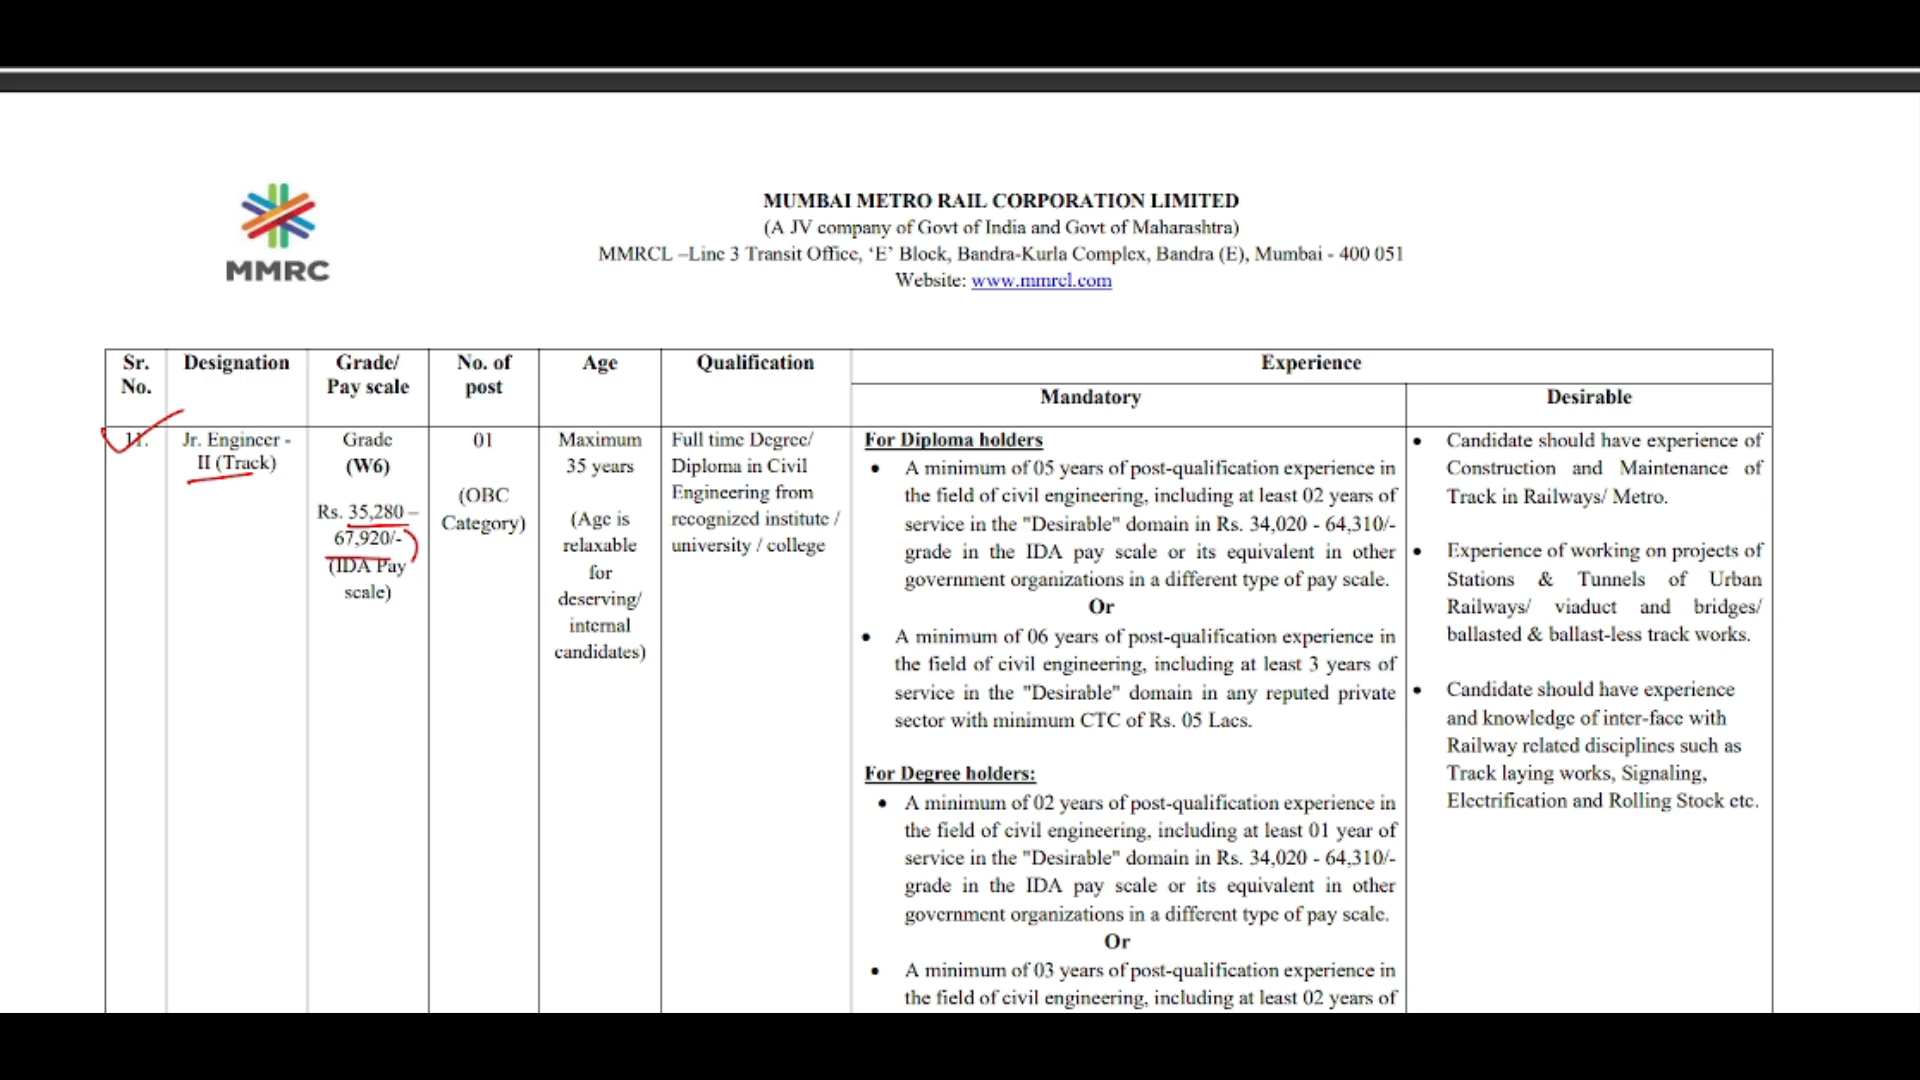 MMRC
MUMBAI METRO RAIL CORPORATION LIMITED
(A JV company of Govt of India and Govt of Maharashtra)
MMRCL –Line 3 Transit Office, ‘E’ Block, Bandra-Kurla Complex, Bandra (E), Mumbai - 400 051
Website: www.mmrcl.com
Sr. No.
Designation
Grade/
Pay scale
No. of
post
Age
Qualification
Experience
Mandatory
Desirable
11.
Jr. Engineer -
II (Track)
Grade
(W6)
Rs. 35,280 –
67,920/-
(IDA Pay
scale)
01
(OBC
Category)
Maximum
35 years
(Age is
relaxable
for
deserving/
internal
candidates)
Full time Degree/
Diploma in Civil
Engineering from
recognized institute /
university / college
For Diploma holders
• A minimum of 05 years of post-qualification experience in
the field of civil engineering, including at least 02 years of
service in the "Desirable" domain in Rs. 34,020 - 64,310/-
grade in the IDA pay scale or its equivalent in other
government organizations in a different type of pay scale.
Or
• A minimum of 06 years of post-qualification experience in
the field of civil engineering, including at least 3 years of
service in the "Desirable" domain in any reputed private
sector with minimum CTC of Rs. 05 Lacs.
For Degree holders:
• A minimum of 02 years of post-qualification experience in
the field of civil engineering, including at least 01 year of
service in the "Desirable" domain in Rs. 34,020 - 64,310/-
grade in the IDA pay scale or its equivalent in other
government organizations in a different type of pay scale.
Or
• A minimum of 03 years of post-qualification experience in
the field of civil engineering, including at least 02 years of
• Candidate should have experience of
Construction and Maintenance of
Track in Railways/ Metro.
• Experience of working on projects of
Stations & Tunnels of Urban
Railways/ viaduct and bridges/
ballasted & ballast-less track works.
• Candidate should have experience
and knowledge of inter-face with
Railway related disciplines such as
Track laying works, Signaling,
Electrification and Rolling Stock etc.